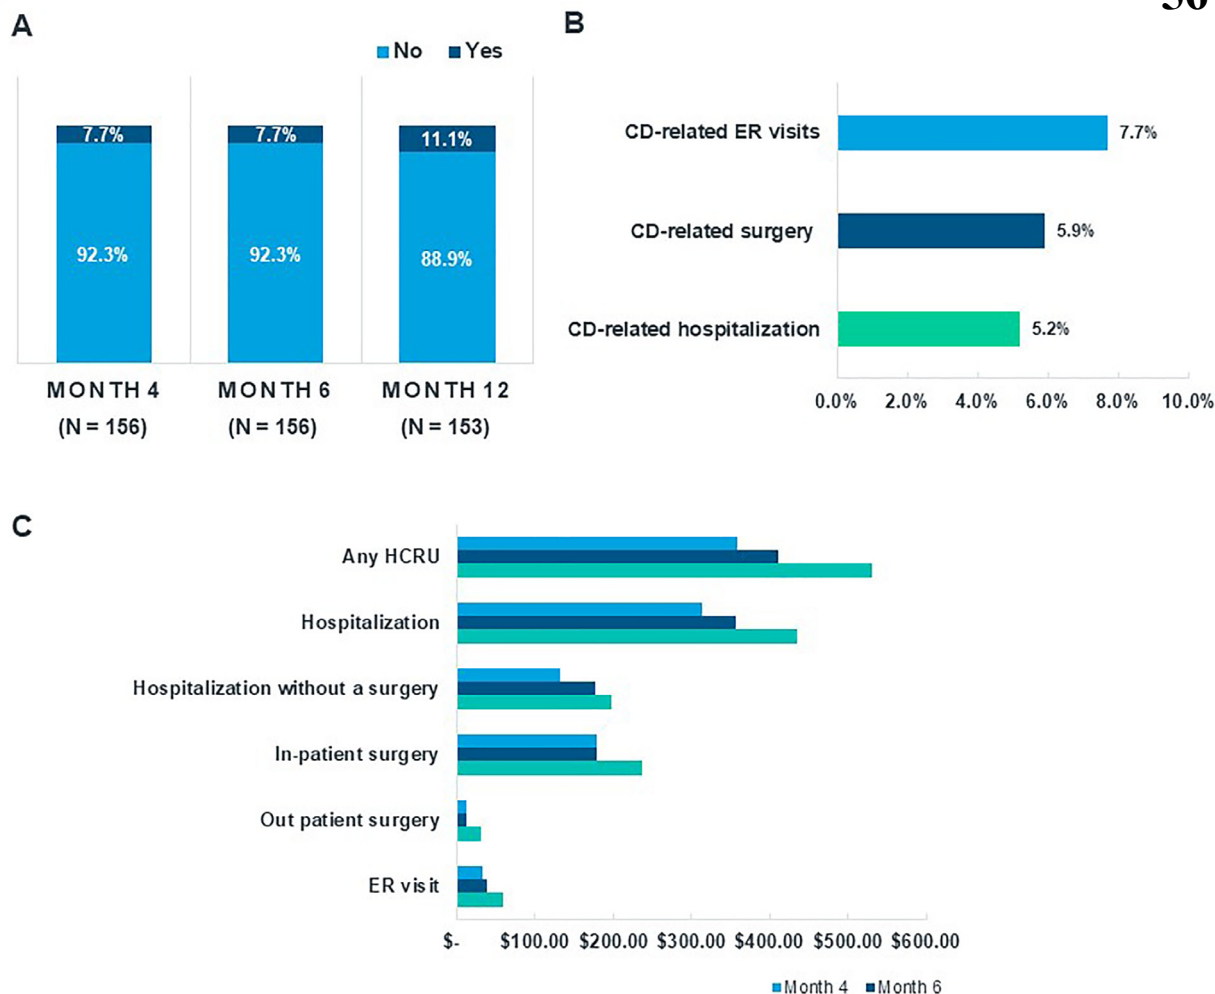 A
No Yes
7.7% 7.7% 11.1%
92.3% 92.3% 88.9%
MONTH 4 MONTH 6 MONTH 12
(N = 156) (N = 156) (N = 153)
B
CD-related ER visits 7.7%
CD-related surgery 5.9%
CD-related hospitalization 5.2%
0.0% 2.0% 4.0% 6.0% 8.0% 10.0%
C
Any HCRU
Hospitalization
Hospitalization without a surgery
In-patient surgery
Out patient surgery
ER visit
$- $100.00 $200.00 $300.00 $400.00 $500.00 $600.00
Month 4 Month 6